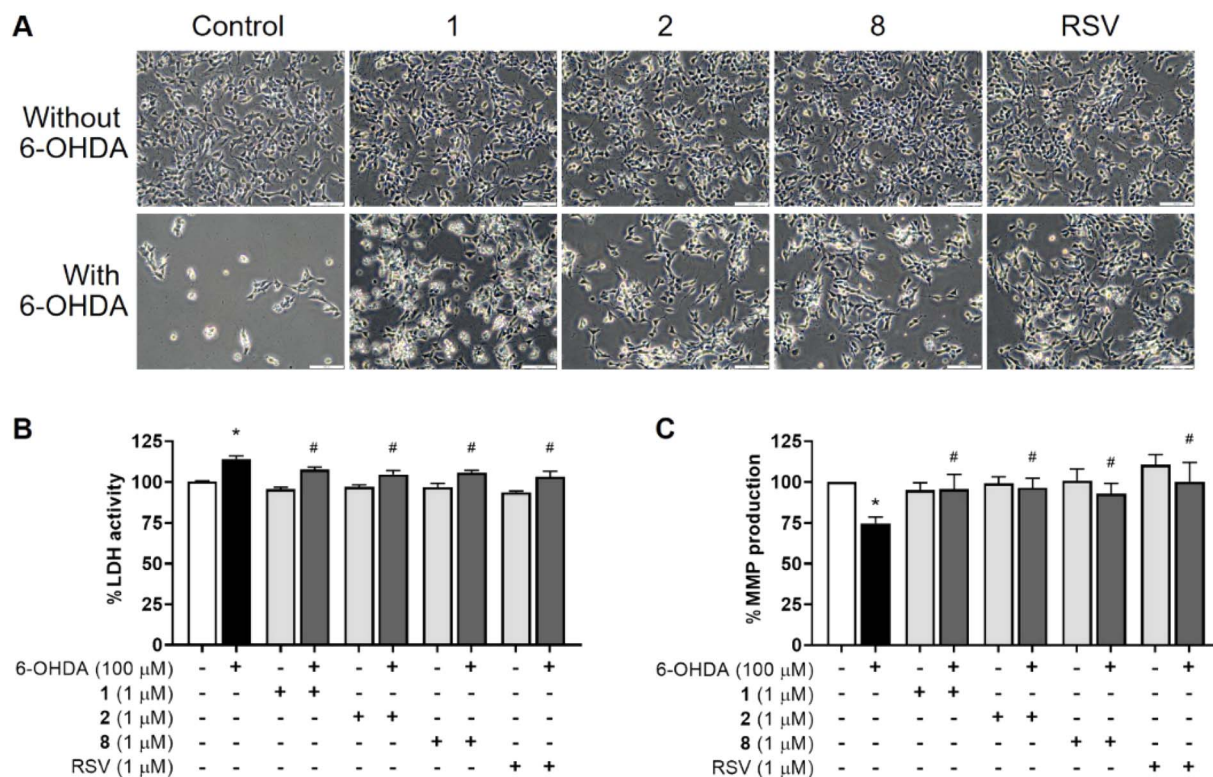 A
Control 1 2 8 RSV
Without
6-OHDA
With
6-OHDA
B
% LDH activity
125
100
75
50
25
0
* # # # #
6-OHDA (100 μM) - + - + - + - + - +
1 (1 μM) - - + + - - - - - -
2 (1 μM) - - - - + + - - - -
8 (1 μM) - - - - - - + + - -
RSV (1 μM) - - - - - - - - + +
C
% MMP production
125
100
75
50
25
0
* # # # #
6-OHDA (100 μM) - + - + - + - + - +
1 (1 μM) - - + + - - - - - -
2 (1 μM) - - - - + + - - - -
8 (1 μM) - - - - - - + + - -
RSV (1 μM) - - - - - - - - + +